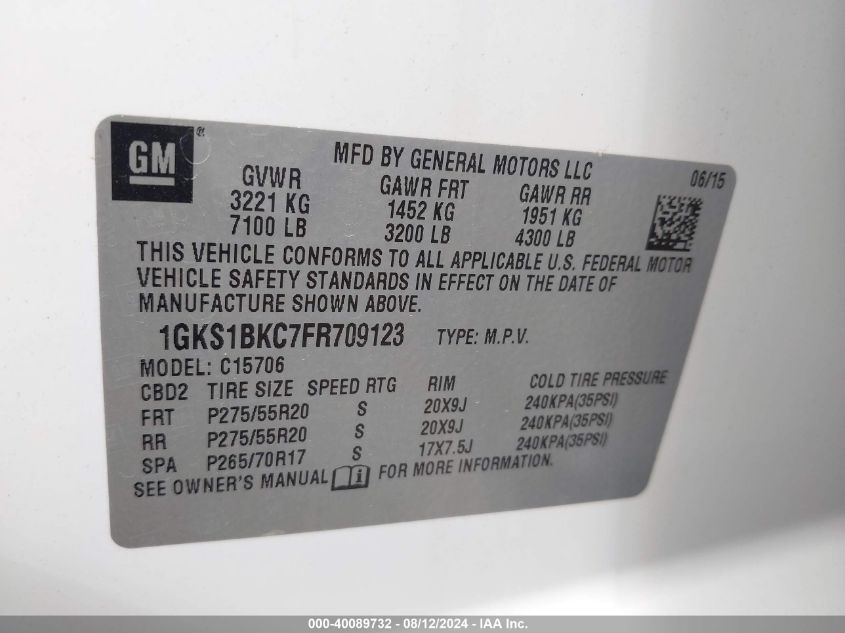 GM ®
MFD BY GENERAL MOTORS LLC 06/15
GVWR GAWR FRT GAWR RR
3221 KG 1452 KG 1951 KG
7100 LB 3200 LB 4300 LB
THIS VEHICLE CONFORMS TO ALL APPLICABLE U.S. FEDERAL MOTOR
VEHICLE SAFETY STANDARDS IN EFFECT ON THE DATE OF
MANUFACTURE SHOWN ABOVE.
1GKS1BKC7FR709123 TYPE: M.P.V.
MODEL: C15706
CBD2 TIRE SIZE SPEED RTG RIM COLD TIRE PRESSURE
FRT P275/55R20 S 20X9J 240KPA(35PSI)
RR P275/55R20 S 20X9J 240KPA(35PSI)
SPA P265/70R17 S 17X7.5J 240KPA(35PSI)
SEE OWNER'S MANUAL i FOR MORE INFORMATION.
000-40089732 - 08/12/2024 - IAA Inc.